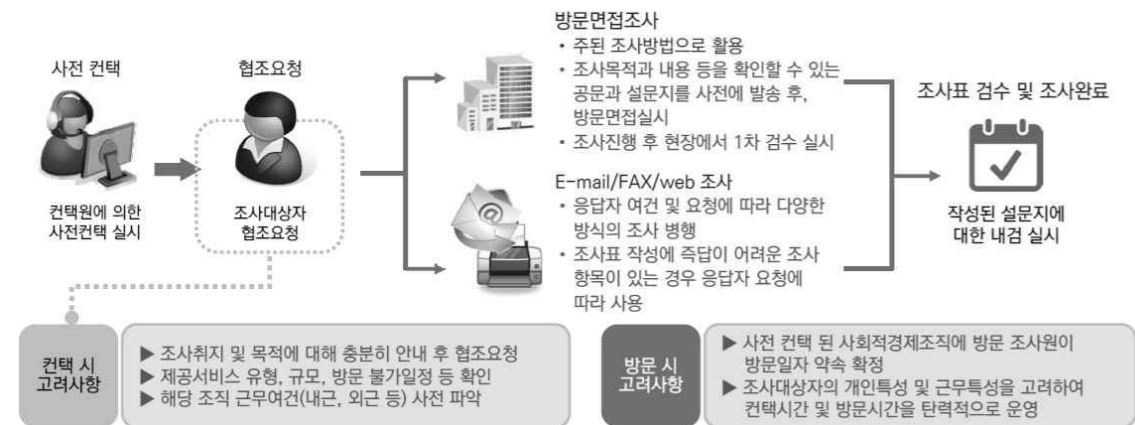 사전 컨택
컨택원에 의한
사전컨택 실시
협조요청
조사대상자
협조요청
방문면접조사
• 주된 조사방법으로 활용
• 조사목적과 내용 등을 확인할 수 있는
공문과 설문지를 사전에 발송 후,
방문면접실시
• 조사진행 후 현장에서 1차 검수 실시
E-mail/FAX/web 조사
• 응답자 여건 및 요청에 따라 다양한
방식의 조사 병행
• 조사표 작성에 즉답이 어려운 조사
항목이 있는 경우 응답자 요청에
따라 사용
조사표 검수 및 조사완료
작성된 설문지에
대한 내검 실시
컨택 시
고려사항
▶ 조사취지 및 목적에 대해 충분히 안내 후 협조요청
▶ 제공서비스 유형, 규모, 방문 불가일정 등 확인
▶ 해당 조직 근무여건(내근, 외근 등) 사전 파악
방문 시
고려사항
▶ 사전 컨택 된 사회적경제조직에 방문 조사원이
방문일자 약속 확정
▶ 조사대상자의 개인특성 및 근무특성을 고려하여
컨택시간 및 방문시간을 탄력적으로 운영